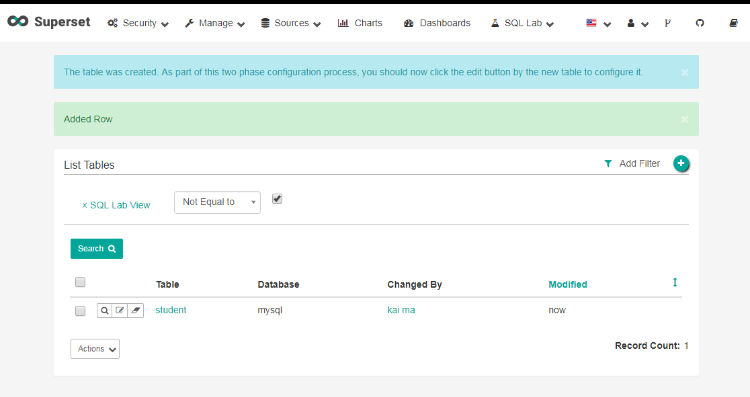 Superset Security Manage Sources Charts Dashboards SQL Lab
The table was created. As part of this two phase configuration process, you should now click the edit button by the new table to configure it. ×
Added Row ×
List Tables Add Filter +
× SQL Lab View Not Equal to
Search
Table Database Changed By Modified
student mysql kai ma now
Actions Record Count: 1